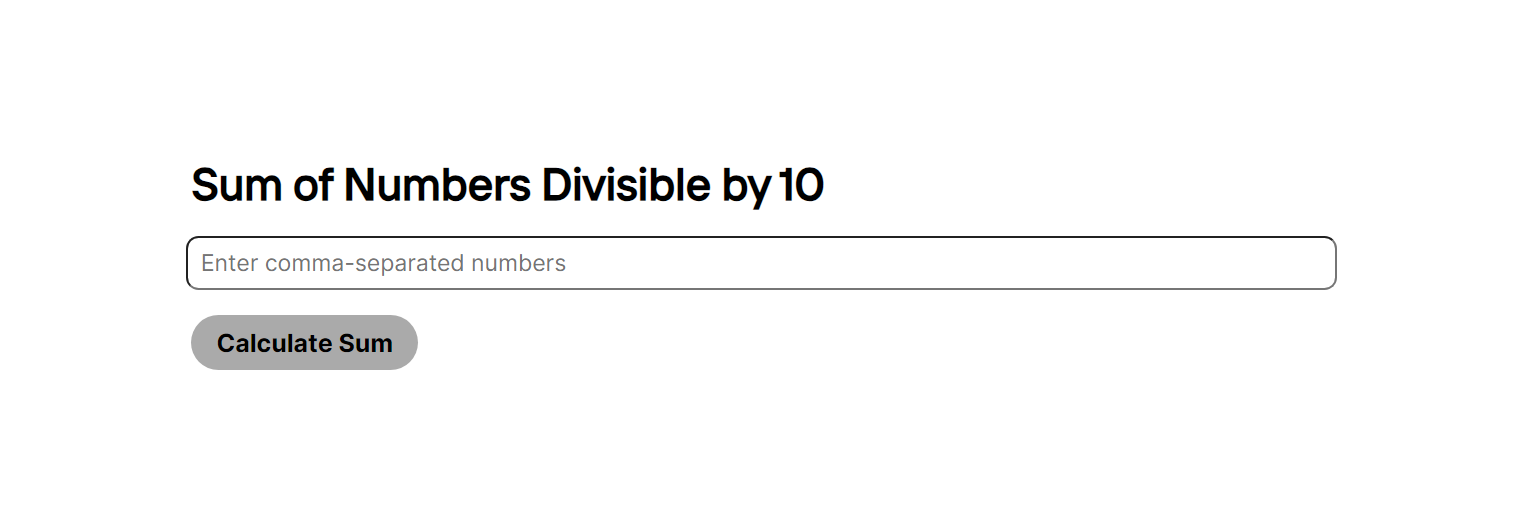 Sum of Numbers Divisible by 10
Enter comma-separated numbers
Calculate Sum